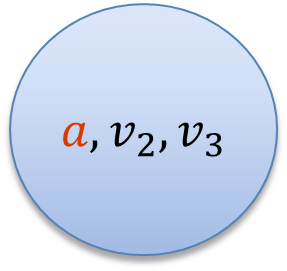 a, v₂, v₃